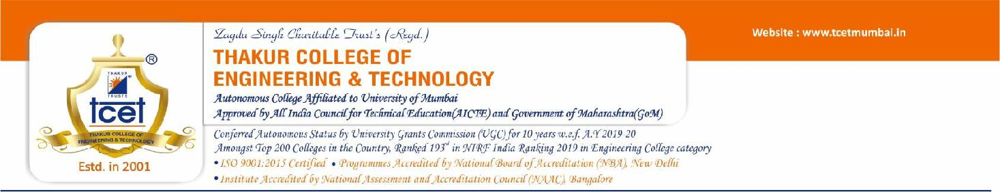 Zagdu Singh Charitable Trust's (Regd.)
Website : www.tcetmumbai.in
THAKUR COLLEGE OF
ENGINEERING & TECHNOLOGY
Autonomous College Affiliated to University of Mumbai
Approved by All India Council for Technical Education(AICTE) and Government of Maharashtra(GoM)
Conferred Autonomous Status by University Grants Commission (UGC) for 10 years w.e.f. A.Y 2019-20
Amongst Top 200 Colleges in the Country, Ranked 193rd in NIRF India Ranking 2019 in Engineering College category
• ISO 9001:2015 Certified • Programmes Accredited by National Board of Accreditation (NBA), New Delhi
• Institute Accredited by National Assessment and Accreditation Council (NAAC), Bangalore
®
THAKUR
®
TRUSTS
tcet
THAKUR COLLEGE OF
ENGINEERING & TECHNOLOGY
Estd. in 2001